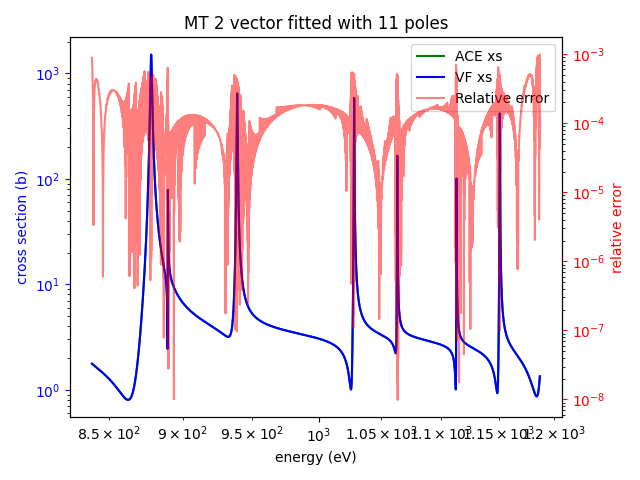 MT 2 vector fitted with 11 poles
ACE xs
VF xs
Relative error
cross section (b)
10³
10²
10¹
10⁰
relative error
10⁻³
10⁻⁴
10⁻⁵
10⁻⁶
10⁻⁷
10⁻⁸
8.5×10² 9×10² 9.5×10² 10³ 1.05×10³ 1.1×10³ 1.15×10³ 1.2×10³
energy (eV)